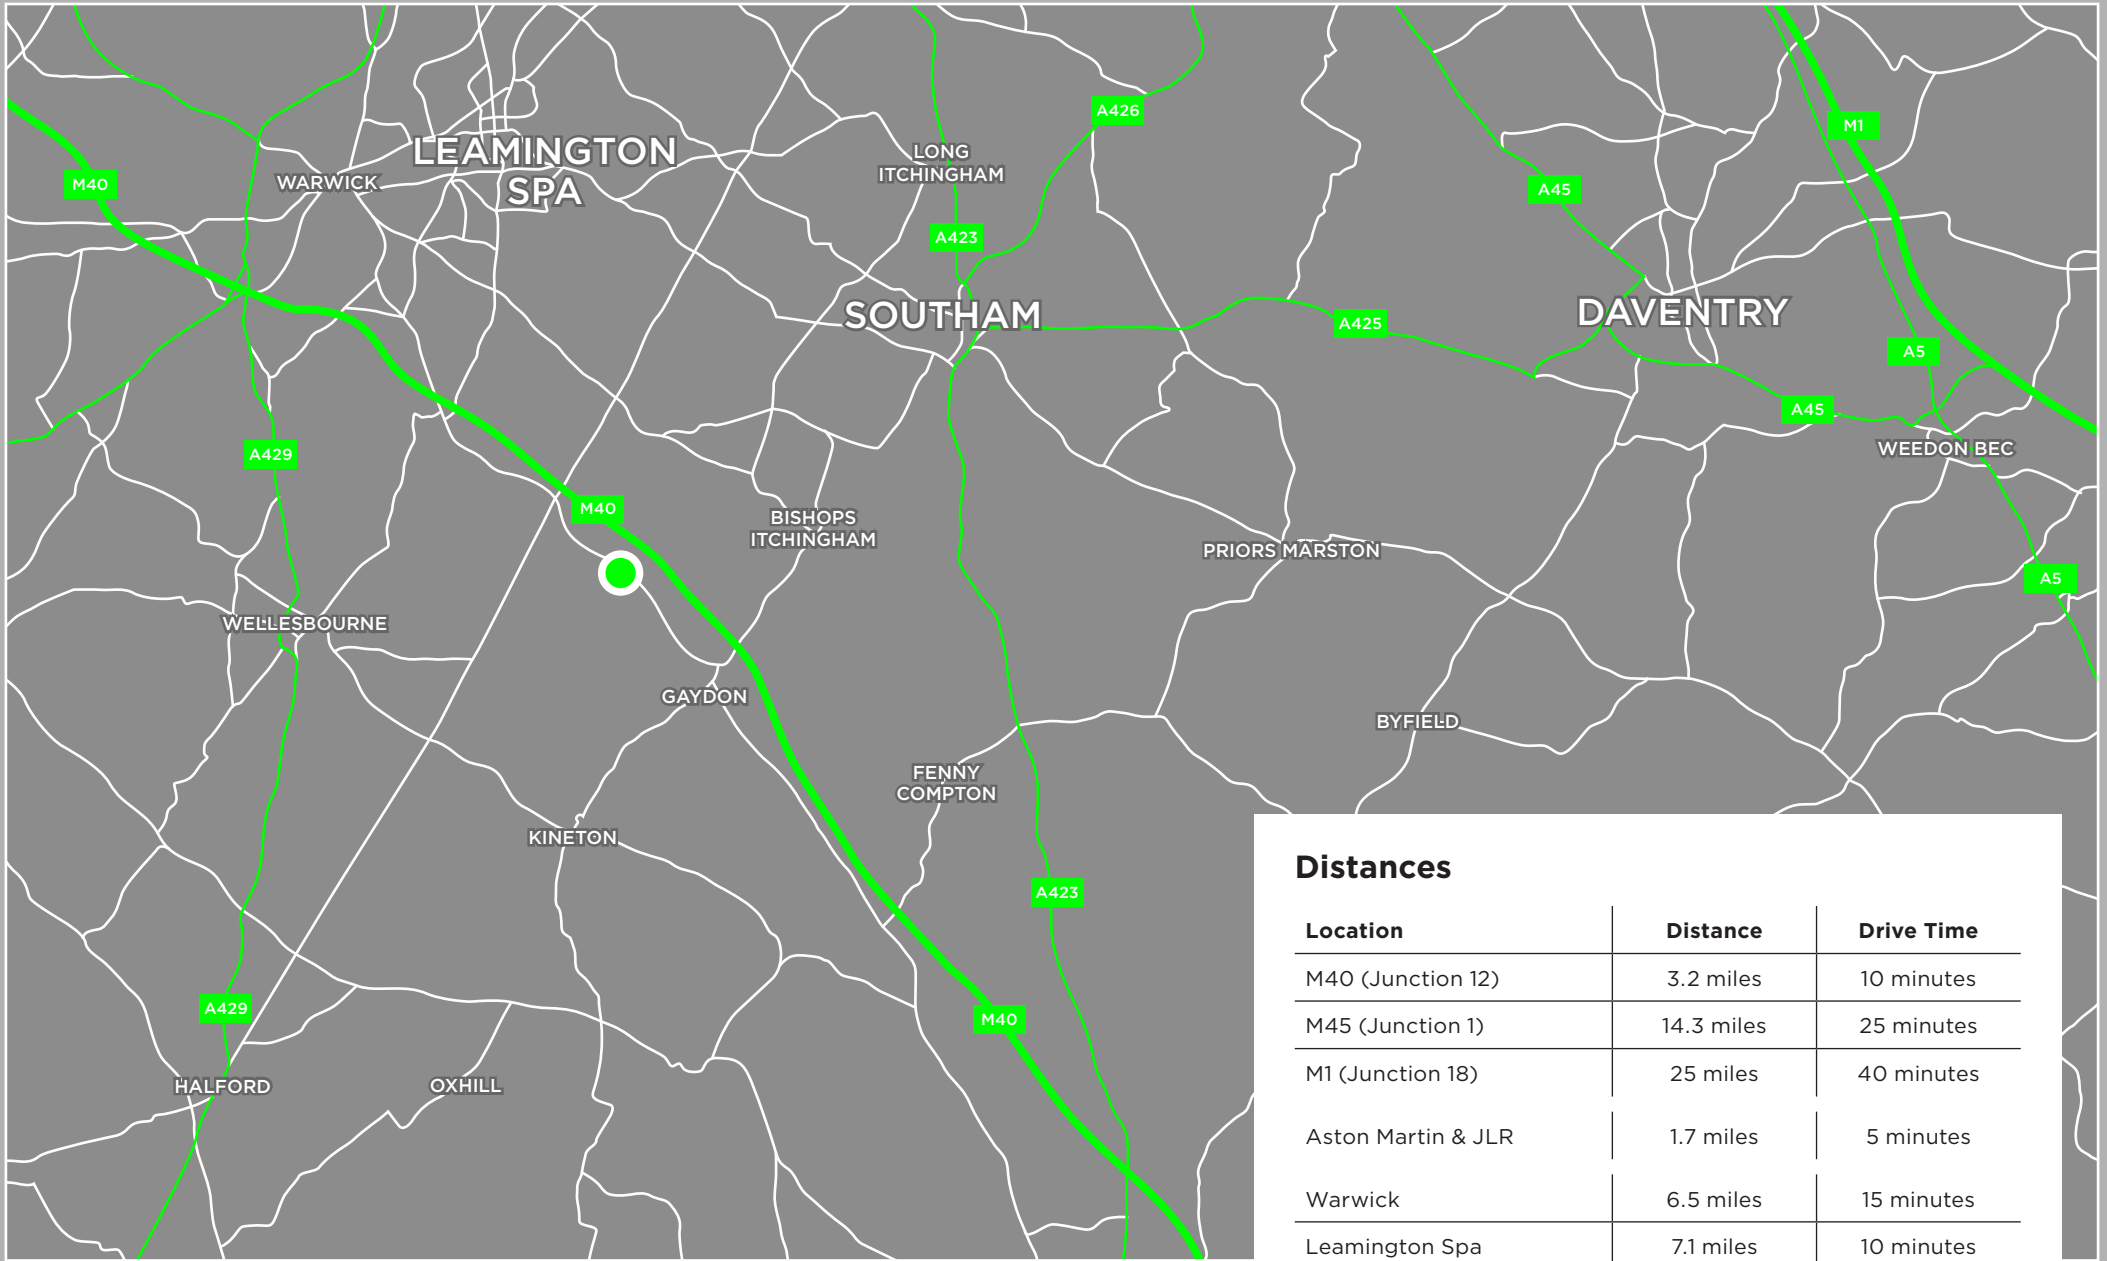 A426
M1
LEAMINGTON
SPA
LONG
ITCHINGHAM
WARWICK
M40
A45
A423
SOUTHAM
DAVENTRY
A425
A5
A45
WEEDON BEC
A429
M40
BISHOPS
ITCHINGHAM
PRIORS MARSTON
A5
WELLESBOURNE
GAYDON
BYFIELD
FENNY
COMPTON
KINETON
A423
A429
M40
HALFORD
OXHILL
Distances
Location Distance Drive Time
M40 (Junction 12) 3.2 miles 10 minutes
M45 (Junction 1) 14.3 miles 25 minutes
M1 (Junction 18) 25 miles 40 minutes
Aston Martin & JLR 1.7 miles 5 minutes
Warwick 6.5 miles 15 minutes
Leamington Spa 7.1 miles 10 minutes